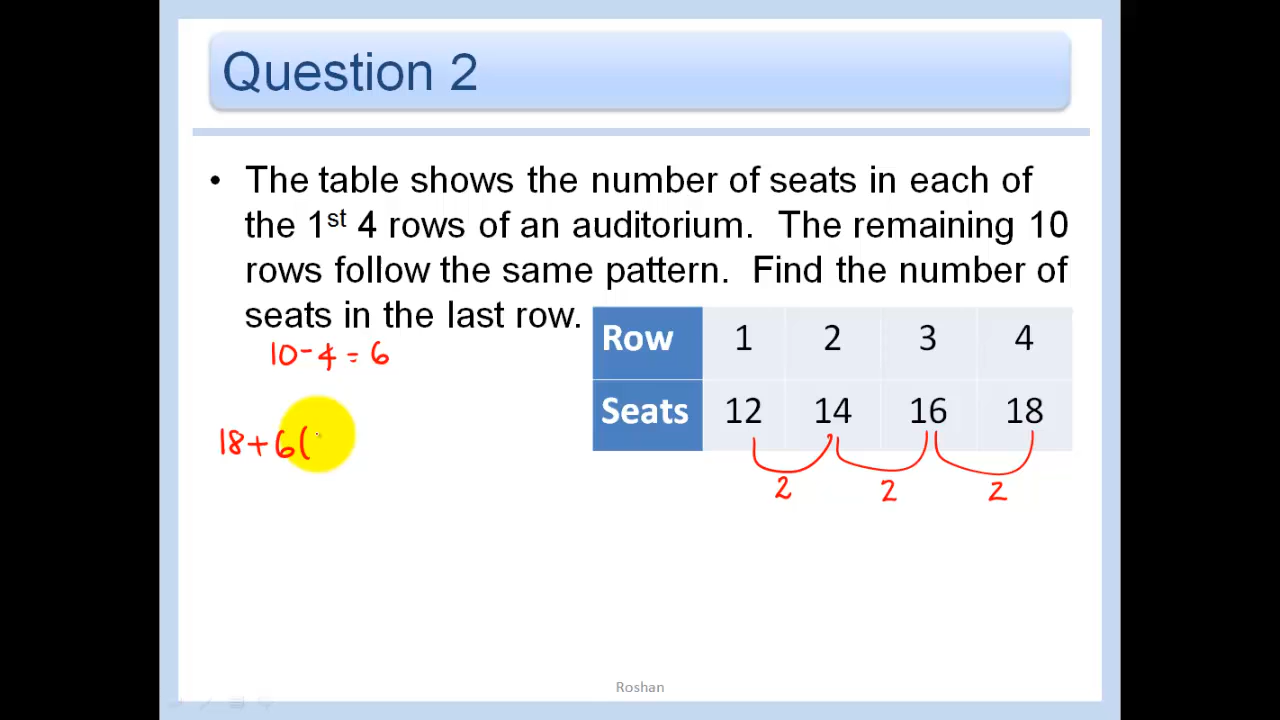 Question 2
• The table shows the number of seats in each of
the 1st 4 rows of an auditorium. The remaining 10
rows follow the same pattern. Find the number of
seats in the last row.
Row 1 2 3 4
10 - 4 = 6
Seats 12 14 16 18
18 + 6(
2 2 2
Roshan